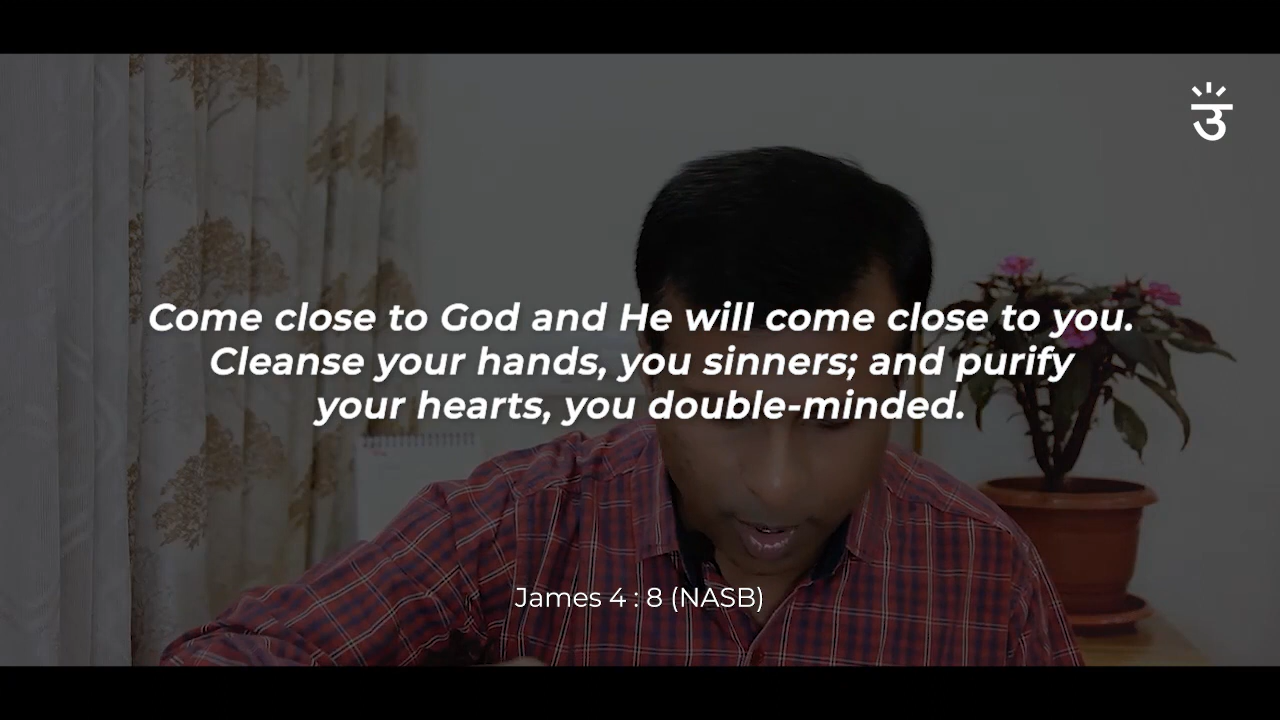 उ
Come close to God and He will come close to you.
Cleanse your hands, you sinners; and purify
your hearts, you double-minded.
James 4 : 8 (NASB)